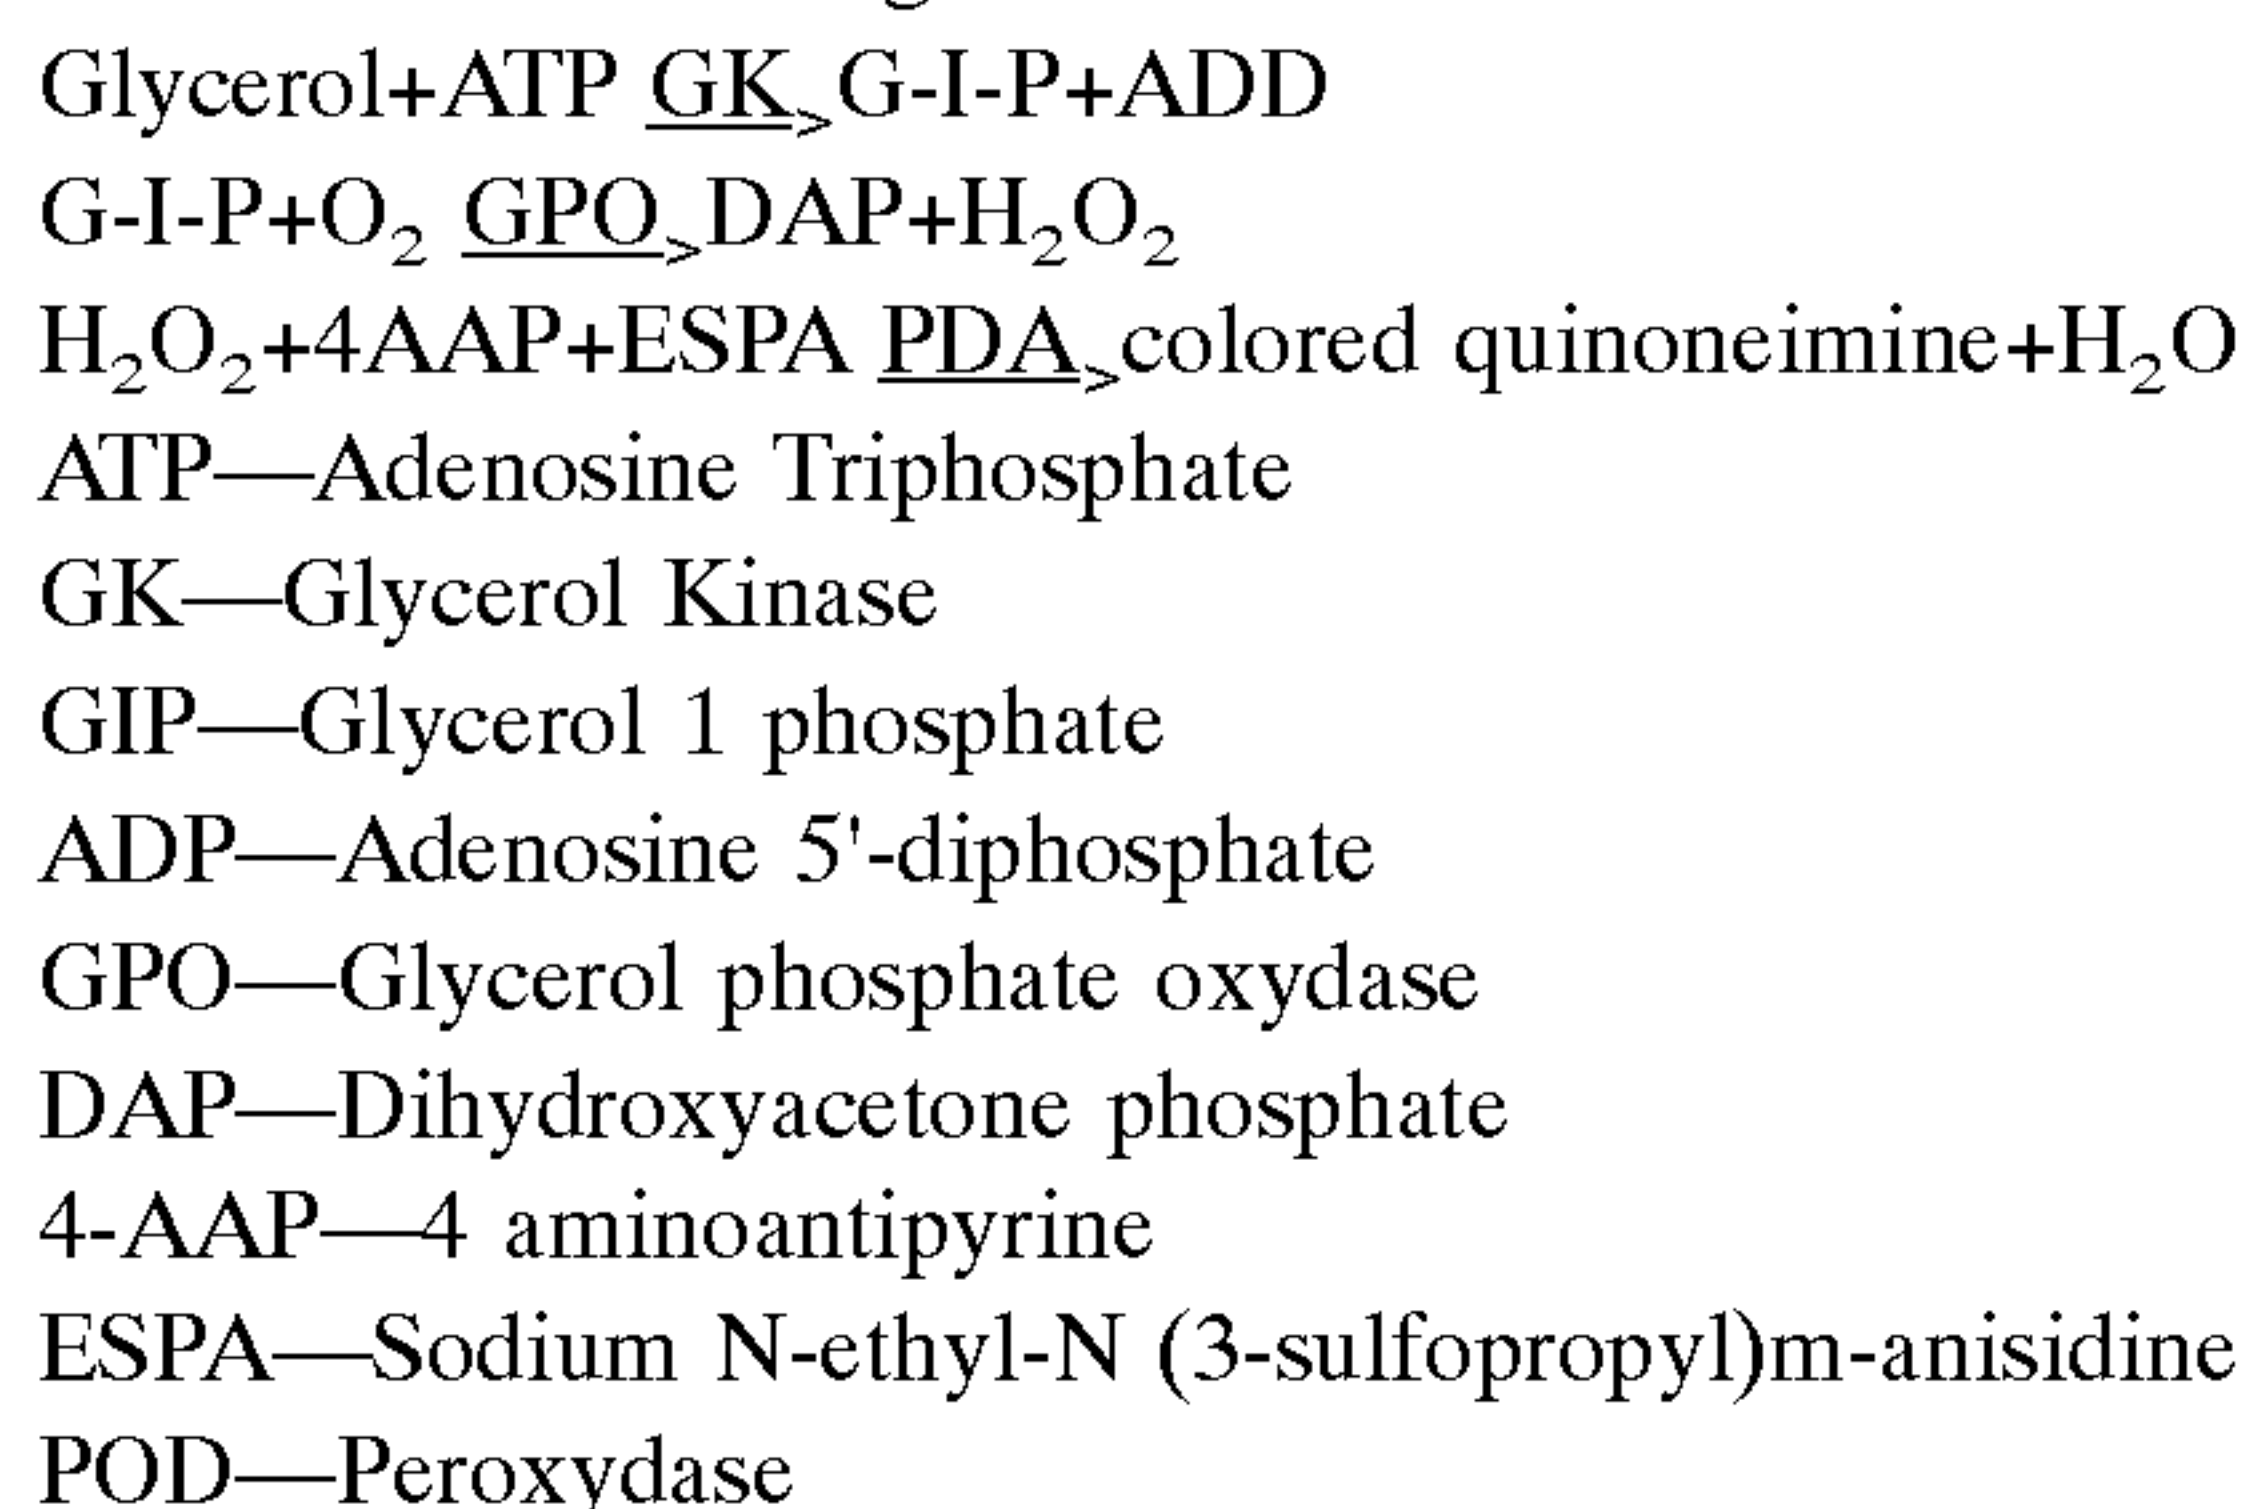 Glycerol+ATP GK> G-I-P+ADD
G-I-P+O₂ GPO> DAP+H₂O₂
H₂O₂+4AAP+ESPA PDA> colored quinoneimine+H₂O
ATP—Adenosine Triphosphate
GK—Glycerol Kinase
GIP—Glycerol 1 phosphate
ADP—Adenosine 5'-diphosphate
GPO—Glycerol phosphate oxydase
DAP—Dihydroxyacetone phosphate
4-AAP—4 aminoantipyrine
ESPA—Sodium N-ethyl-N (3-sulfopropyl)m-anisidine
POD—Peroxydase